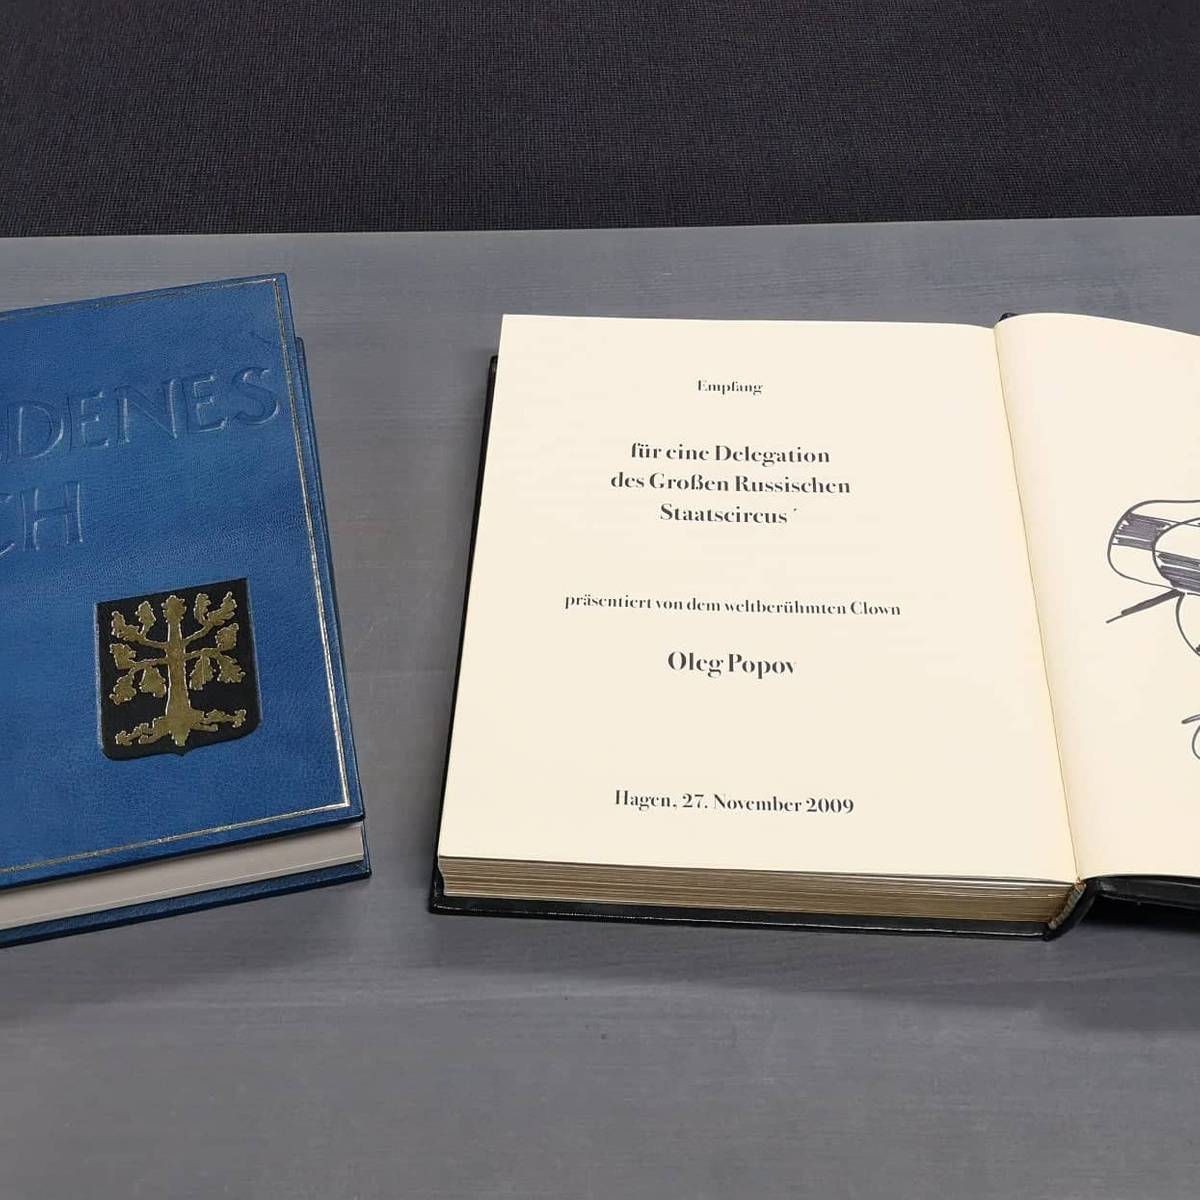 DENES
CH
Empfang
für eine Delegation
des Großen Russischen
Staatscircus´
präsentiert von dem weltberühmten Clown
Oleg Popov
Hagen, 27. November 2009